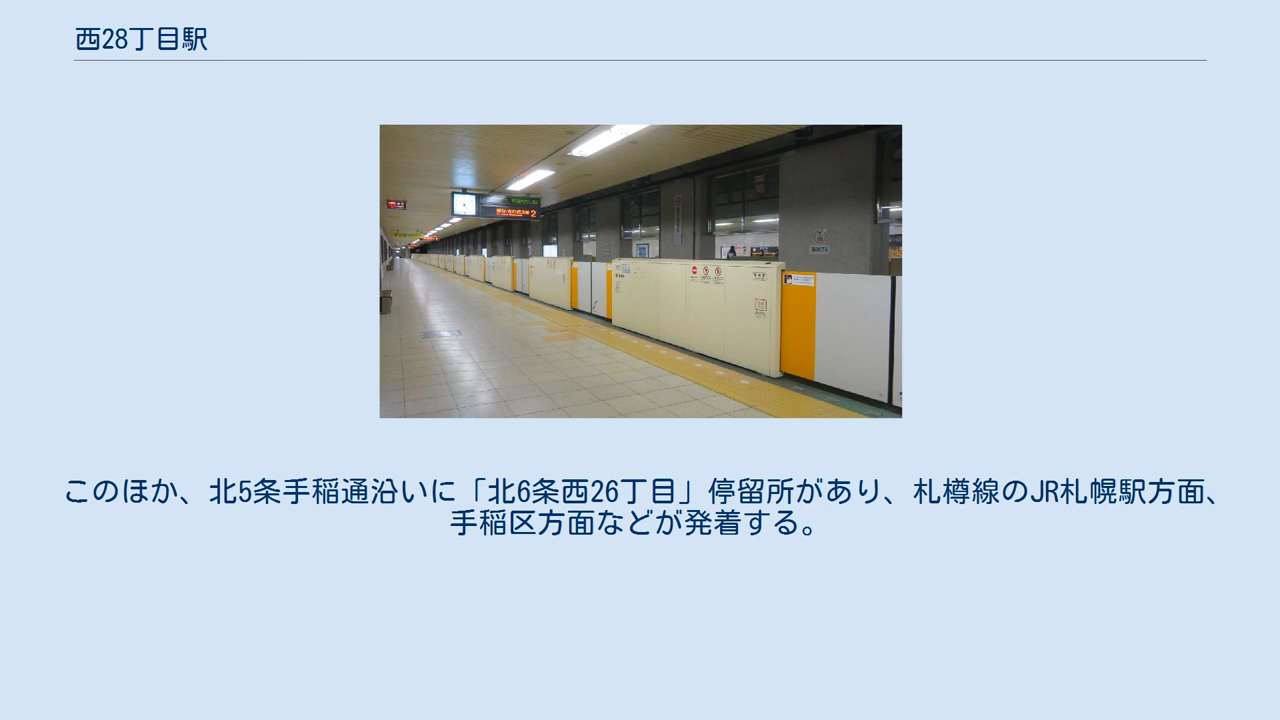 西28丁目駅
2
このほか、北5条手稲通沿いに「北6条西26丁目」停留所があり、札樽線のJR札幌駅方面、
手稲区方面などが発着する。